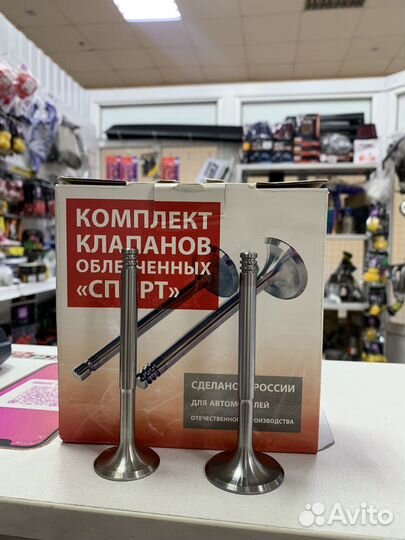 КОМПЛЕКТ
КЛАПАНОВ
ОБЛЕГЧЕННЫХ
«СПОРТ»
СДЕЛАНО В РОССИИ
ДЛЯ АВТОМОБИЛЕЙ
ОТЕЧЕСТВЕННОГО ПРОИЗВОДСТВА
Avito